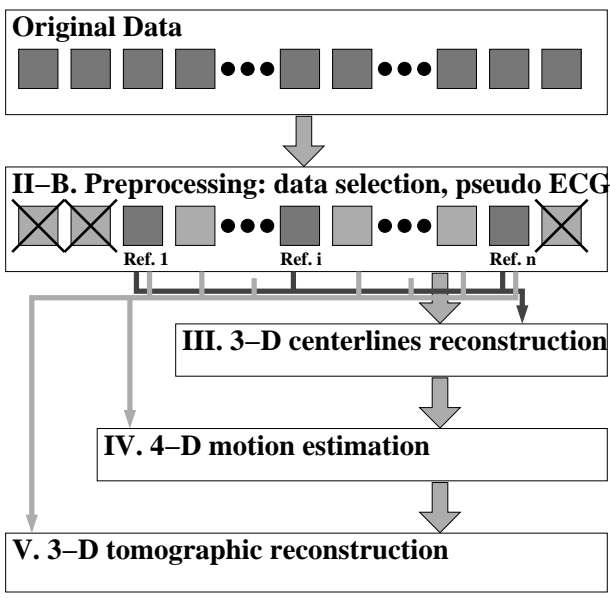 Original Data
II–B. Preprocessing: data selection, pseudo ECG
Ref. 1 Ref. i Ref. n
III. 3–D centerlines reconstruction
IV. 4–D motion estimation
V. 3–D tomographic reconstruction